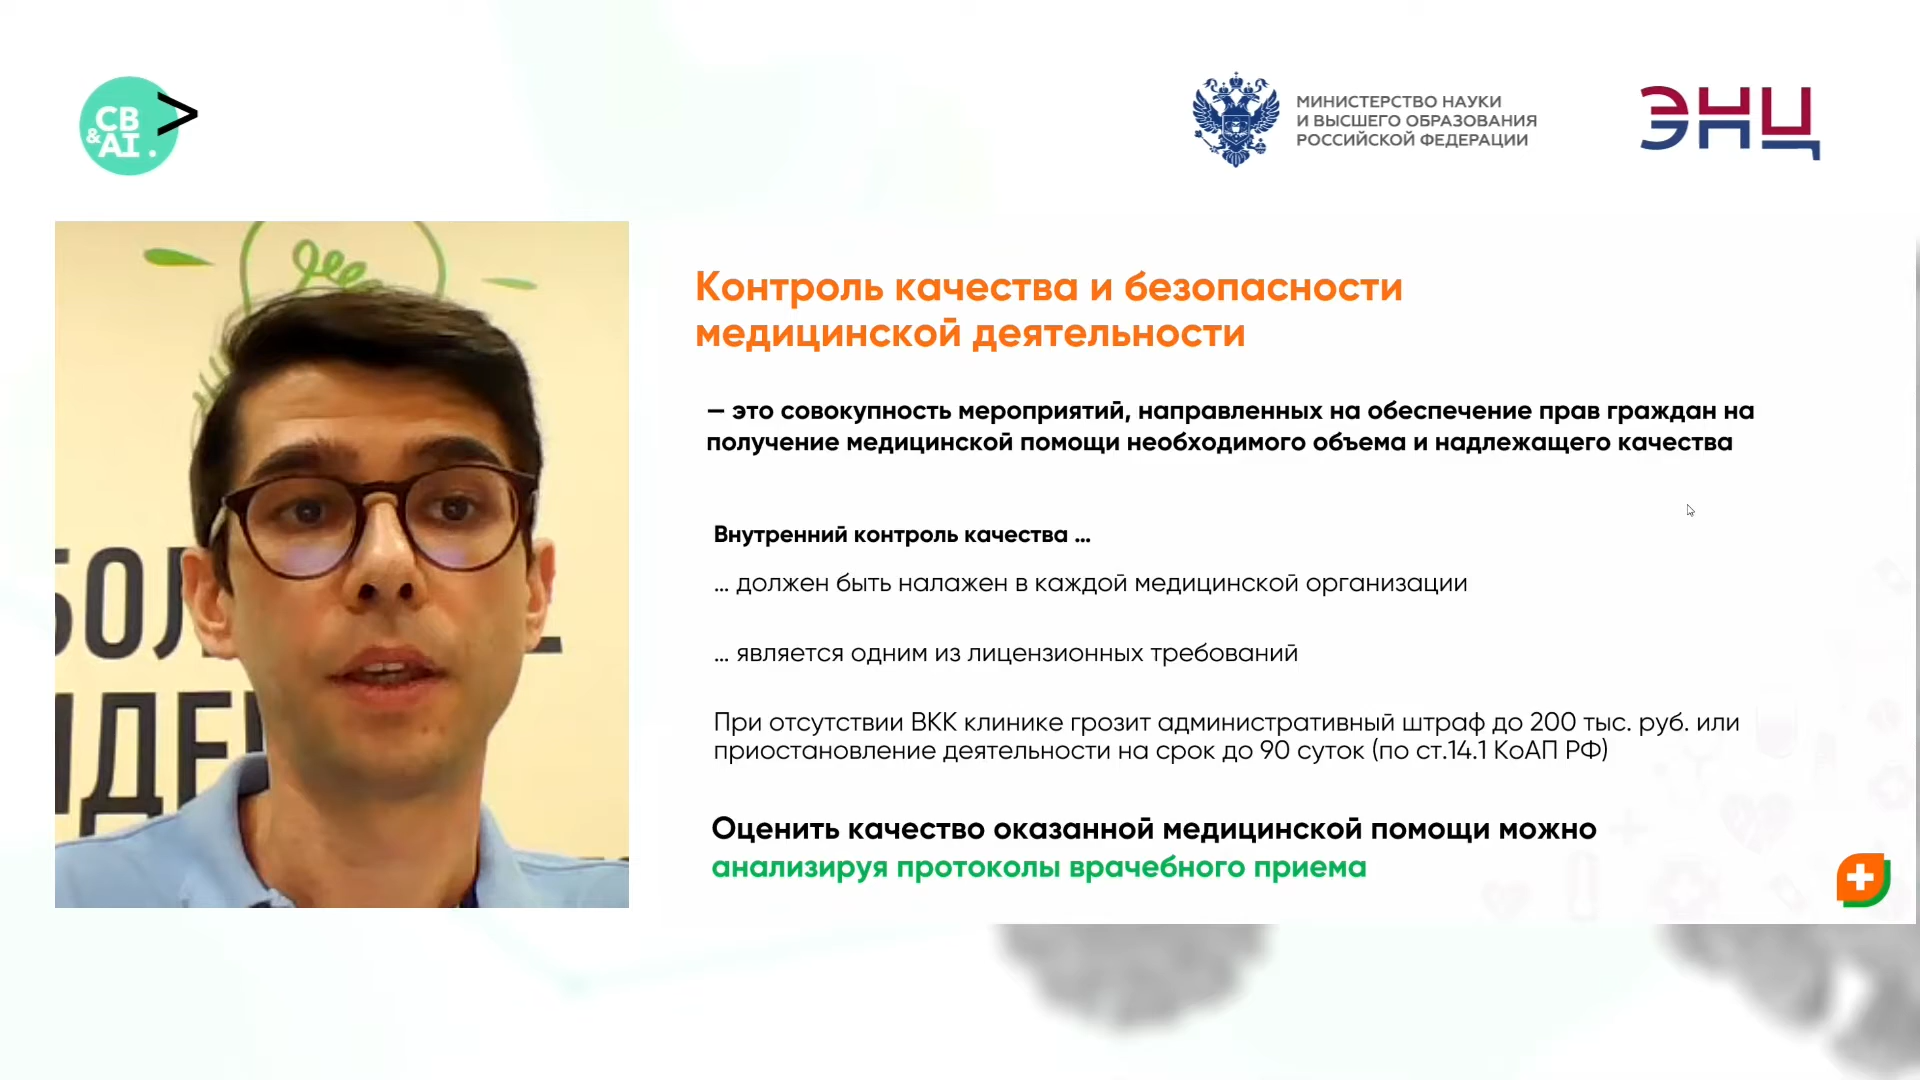 CB
&AI.
>
МИНИСТЕРСТВО НАУКИ
И ВЫСШЕГО ОБРАЗОВАНИЯ
РОССИЙСКОЙ ФЕДЕРАЦИИ
ЭНЦ
Контроль качества и безопасности
медицинской деятельности
— это совокупность мероприятий, направленных на обеспечение прав граждан на
получение медицинской помощи необходимого объема и надлежащего качества
Внутренний контроль качества ...
... должен быть налажен в каждой медицинской организации
... является одним из лицензионных требований
При отсутствии ВКК клинике грозит административный штраф до 200 тыс. руб. или
приостановление деятельности на срок до 90 суток (по ст.14.1 КоАП РФ)
Оценить качество оказанной медицинской помощи можно
анализируя протоколы врачебного приема